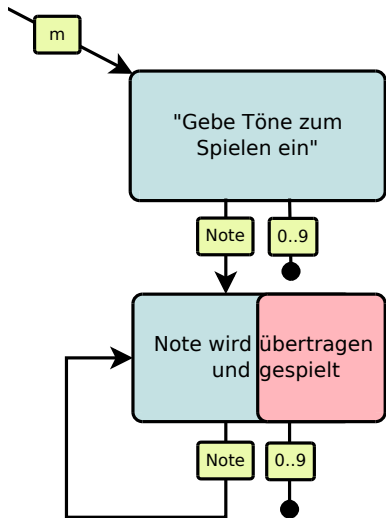 m
"Gebe Töne zum
Spielen ein"
Note
0..9
Note wird übertragen
und gespielt
Note
0..9